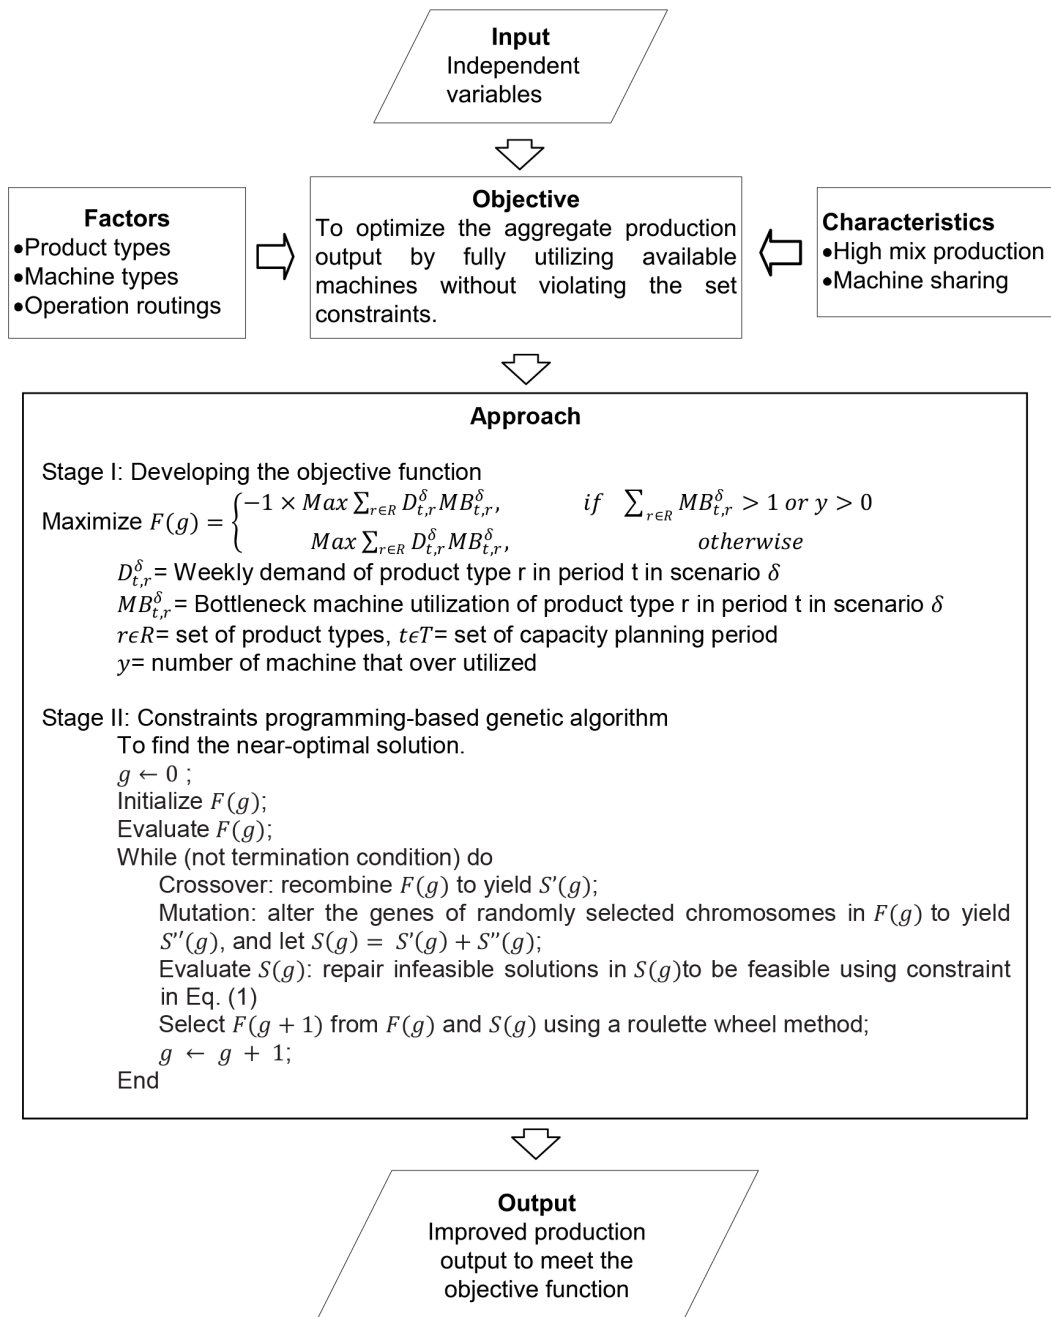 Input
Independent
variables
Factors
•Product types
•Machine types
•Operation routings
Objective
To optimize the aggregate production
output by fully utilizing available
machines without violating the set
constraints.
Characteristics
•High mix production
•Machine sharing
Approach
Stage I: Developing the objective function
Maximize F(g) = { −1 × Max ∑_{r∈R} D^δ_{t,r} MB^δ_{t,r}, if ∑_{r∈R} MB^δ_{t,r} > 1 or y > 0
Max ∑_{r∈R} D^δ_{t,r} MB^δ_{t,r}, otherwise
D^δ_{t,r}= Weekly demand of product type r in period t in scenario δ
MB^δ_{t,r}= Bottleneck machine utilization of product type r in period t in scenario δ
rϵR= set of product types, tϵT= set of capacity planning period
y= number of machine that over utilized
Stage II: Constraints programming-based genetic algorithm
To find the near-optimal solution.
g ← 0 ;
Initialize F(g);
Evaluate F(g);
While (not termination condition) do
Crossover: recombine F(g) to yield S'(g);
Mutation: alter the genes of randomly selected chromosomes in F(g) to yield
S''(g), and let S(g) = S'(g) + S''(g);
Evaluate S(g): repair infeasible solutions in S(g)to be feasible using constraint
in Eq. (1)
Select F(g + 1) from F(g) and S(g) using a roulette wheel method;
g ← g + 1;
End
Output
Improved production
output to meet the
objective function